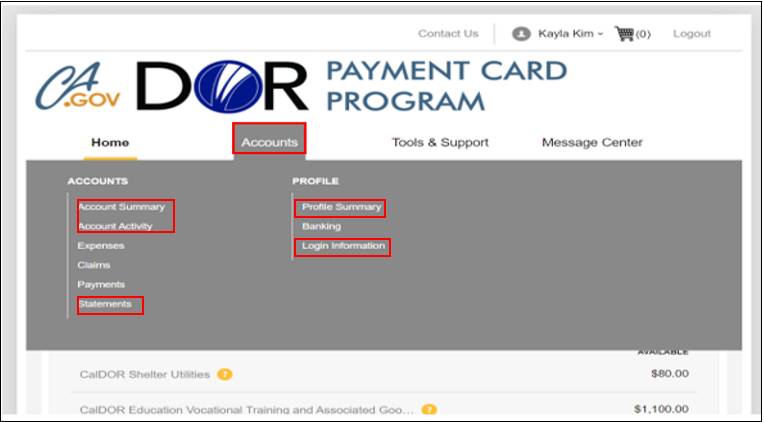 Contact Us Kayla Kim (0) Logout
CA.GOV DOR PAYMENT CARD
PROGRAM
Home Accounts Tools & Support Message Center
ACCOUNTS PROFILE
Account Summary Profile Summary
Account Activity Banking
Expenses Login Information
Claims
Payments
Statements
AVAILABLE
CalDOR Shelter Utilities ? $80.00
CalDOR Education Vocational Training and Associated Goo... ? $1,100.00